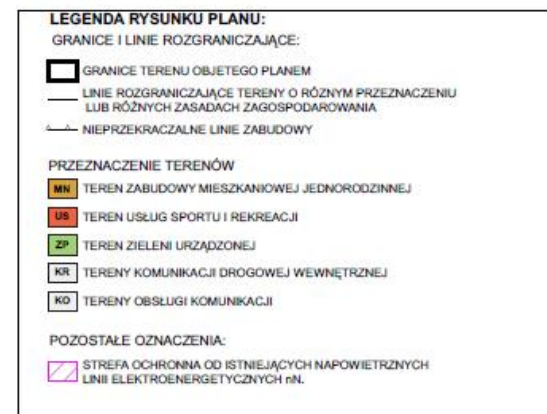 LEGENDA RYSUNKU PLANU:
GRANICE I LINIE ROZGRANICZAJĄCE:
GRANICE TERENU OBJETEGO PLANEM
LINIE ROZGRANICZAJĄCE TERENY O RÓŻNYM PRZEZNACZENIU
LUB RÓŻNYCH ZASADACH ZAGOSPODAROWANIA
NIEPRZEKRACZALNE LINIE ZABUDOWY
PRZEZNACZENIE TERENÓW
MN TEREN ZABUDOWY MIESZKANIOWEJ JEDNORODZINNEJ
US TEREN USŁUG SPORTU I REKREACJI
ZP TEREN ZIELENI URZĄDZONEJ
KR TERENY KOMUNIKACJI DROGOWEJ WEWNĘTRZNEJ
KO TERENY OBSŁUGI KOMUNIKACJI
POZOSTAŁE OZNACZENIA:
STREFA OCHRONNA OD ISTNIEJĄCYCH NAPOWIETRZNYCH
LINII ELEKTROENERGETYCZNYCH nN.